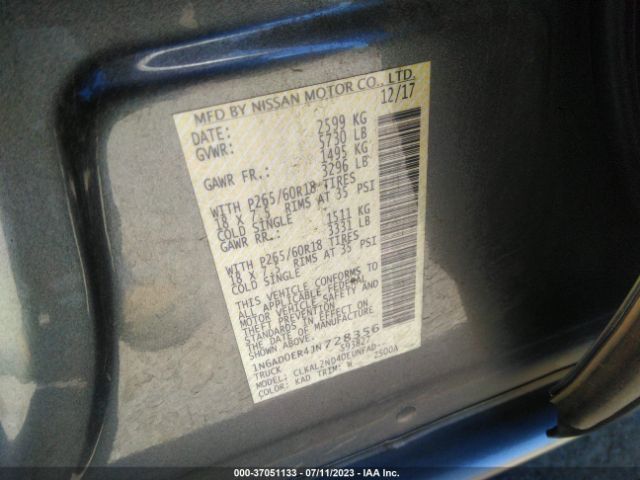 MFD BY NISSAN MOTOR CO., LTD.
DATE: 12/17
GVWR: 2599 KG
5730 LB
GAWR FR.: 1495 KG
3296 LB
WITH P265/60R18 TIRES
18 X 7.5 RIMS AT 35 PSI
COLD SINGLE
GAWR RR.: 1511 KG
3331 LB
WITH P265/60R18 TIRES
18 X 7.5 RIMS AT 35 PSI
COLD SINGLE
THIS VEHICLE CONFORMS TO
ALL APPLICABLE FEDERAL
MOTOR VEHICLE SAFETY AND
THEFT PREVENTION
STANDARDS IN EFFECT ON
THE DATE OF MANUFACTURE
SHOWN ABOVE.
1N6AD0ER4JN728356
TRUCK 593827
MODEL:
COLOR: KAD TRIM: W 2500A
000-37051133 - 07/11/2023 - IAA Inc.